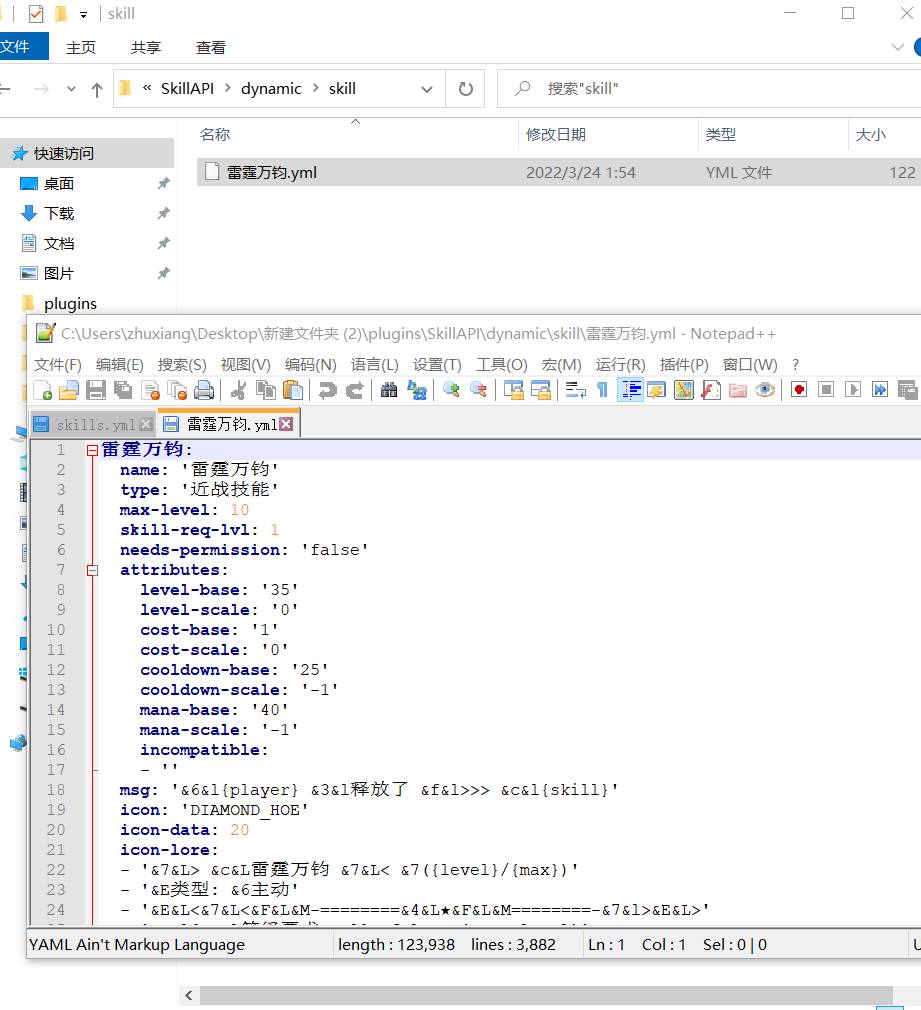 skill
文件 主页 共享 查看
« SkillAPI > dynamic > skill 搜索"skill"
名称 修改日期 类型 大小
快速访问
雷霆万钧.yml 2022/3/24 1:54 YML 文件 122
桌面
下载
文档
图片
plugins
C:\Users\zhuxiang\Desktop\新建文件夹 (2)\plugins\SkillAPI\dynamic\skill\雷霆万钧.yml - Notepad++
文件(F) 编辑(E) 搜索(S) 视图(V) 编码(N) 语言(L) 设置(T) 工具(O) 宏(M) 运行(R) 插件(P) 窗口(W) ?
skills.yml 雷霆万钧.yml
1 雷霆万钧:
2 name: '雷霆万钧'
3 type: '近战技能'
4 max-level: 10
5 skill-req-lvl: 1
6 needs-permission: 'false'
7 attributes:
8 level-base: '35'
9 level-scale: '0'
10 cost-base: '1'
11 cost-scale: '0'
12 cooldown-base: '25'
13 cooldown-scale: '-1'
14 mana-base: '40'
15 mana-scale: '-1'
16 incompatible:
17 - ''
18 msg: '&6&l{player} &3&l释放了 &f&l>>> &c&l{skill}'
19 icon: 'DIAMOND_HOE'
20 icon-data: 20
21 icon-lore:
22 - '&7&L> &c&L雷霆万钧 &7&L< &7({level}/{max})'
23 - '&E类型: &6主动'
24 - '&E&L<&7&L<&F&L&M-========&4&L★&F&L&M========-&7&l>&E&L>'
YAML Ain't Markup Language length : 123,938 lines : 3,882 Ln : 1 Col : 1 Sel : 0 | 0